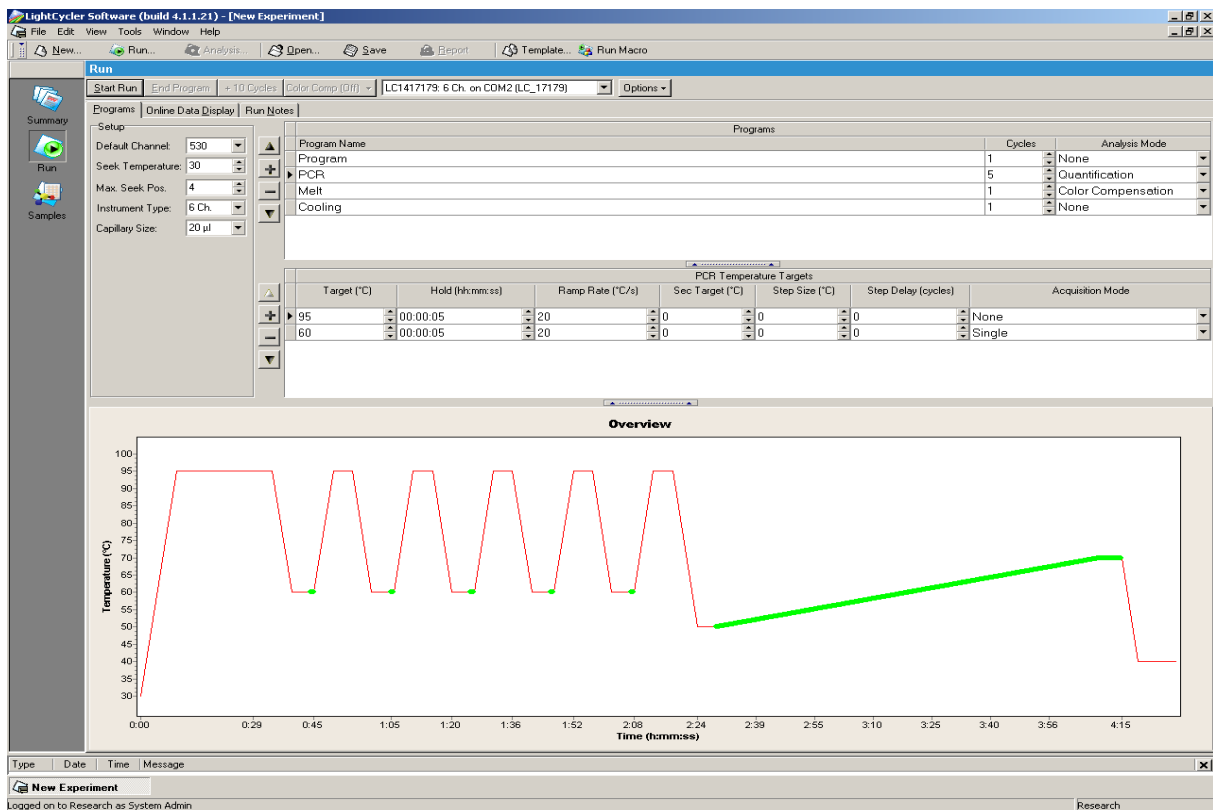 LightCycler Software (build 4.1.1.21) - [New Experiment]
File Edit View Tools Window Help
New... Run... Analysis... Open... Save Report Template... Run Macro
Run
Start Run End Program + 10 Cycles Color Comp (Off) LC1417179: 6 Ch. on COM2 (LC_17179) Options
Programs Online Data Display Run Notes
Summary
Run
Samples
Setup
Default Channel: 530
Seek Temperature: 30
Max. Seek Pos. 4
Instrument Type: 6 Ch.
Capillary Size: 20 µl
Programs
Program Name Cycles Analysis Mode
Program 1 None
PCR 5 Quantification
Melt 1 Color Compensation
Cooling 1 None
PCR Temperature Targets
Target (°C) Hold (hh:mm:ss) Ramp Rate (°C/s) Sec Target (°C) Step Size (°C) Step Delay (cycles) Acquisition Mode
95 00:00:05 20 0 0 0 None
60 00:00:05 20 0 0 0 Single
Overview
Temperature (°C)
100
95
90
85
80
75
70
65
60
55
50
45
40
35
30
0:00 0:29 0:45 1:05 1:20 1:36 1:52 2:08 2:24 2:39 2:55 3:10 3:25 3:40 3:56 4:15
Time (h:mm:ss)
Type Date Time Message
New Experiment
Logged on to Research as System Admin Research